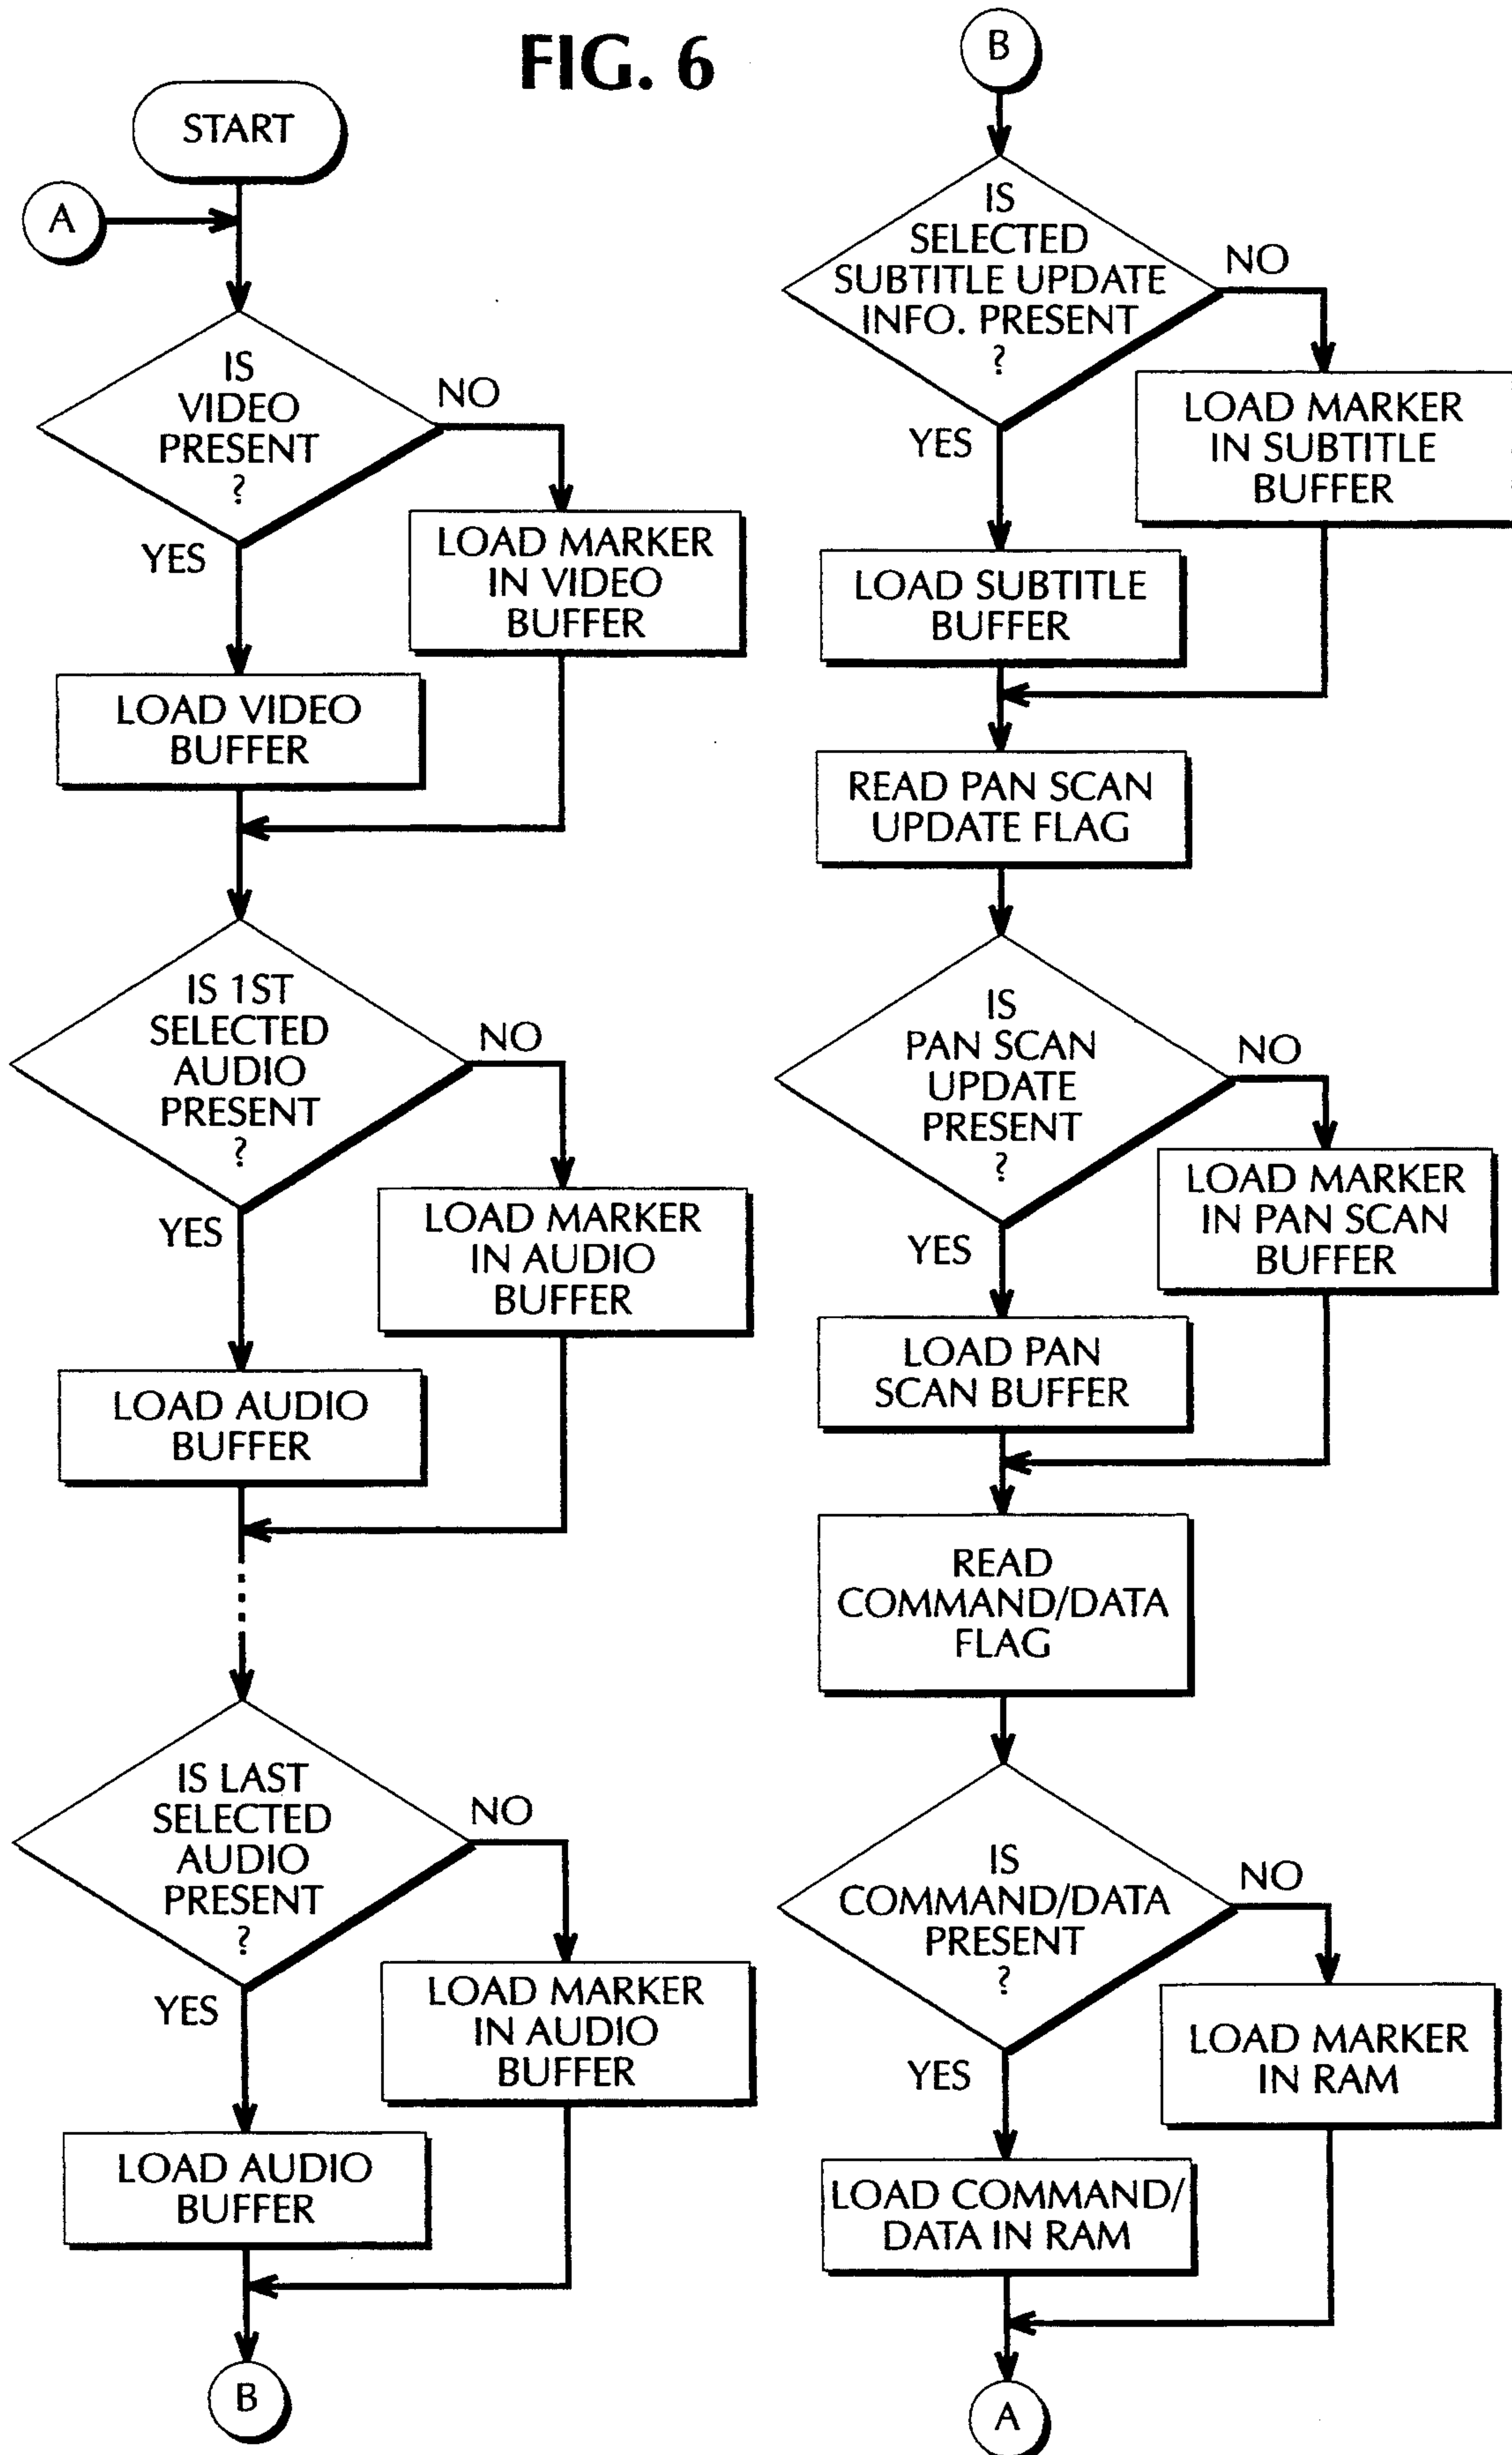 FIG. 6
START
A
IS
VIDEO
PRESENT
?
NO
YES
LOAD MARKER
IN VIDEO
BUFFER
LOAD VIDEO
BUFFER
IS 1ST
SELECTED
AUDIO
PRESENT
?
NO
YES
LOAD MARKER
IN AUDIO
BUFFER
LOAD AUDIO
BUFFER
IS LAST
SELECTED
AUDIO
PRESENT
?
NO
YES
LOAD MARKER
IN AUDIO
BUFFER
LOAD AUDIO
BUFFER
B
B
IS
SELECTED
SUBTITLE UPDATE
INFO. PRESENT
?
NO
YES
LOAD MARKER
IN SUBTITLE
BUFFER
LOAD SUBTITLE
BUFFER
READ PAN SCAN
UPDATE FLAG
IS
PAN SCAN
UPDATE
PRESENT
?
NO
YES
LOAD MARKER
IN PAN SCAN
BUFFER
LOAD PAN
SCAN BUFFER
READ
COMMAND/DATA
FLAG
IS
COMMAND/DATA
PRESENT
?
NO
YES
LOAD MARKER
IN RAM
LOAD COMMAND/
DATA IN RAM
A